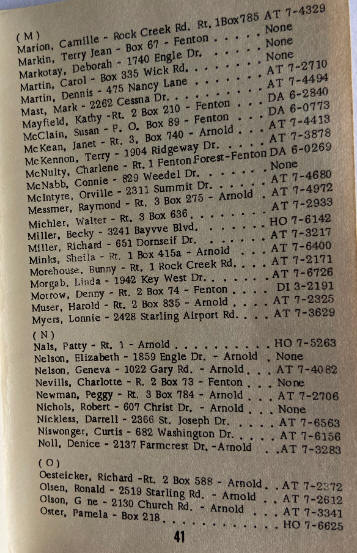 ( M )
Marion, Camille - Rock Creek Rd. Rt. 1Box785 AT 7-4329
Markin, Terry Jean - Box 67 - Fenton . . . . . None
Markotay, Deborah - 1740 Engle Dr. . . . . . None
Martin, Carol - Box 335 Wick Rd. . . . . . . None
Martin, Dennis - 475 Nancy Lane . . . . . . AT 7-2710
Mast, Mark - 2262 Cessna Dr. . . . . . . . AT 7-4494
Mayfield, Kathy -Rt. 2 Box 210 - Fenton . . . DA 6-2840
McClain, Susan - P. O. Box 89 - Fenton . . . . DA 6-0773
McKean, Janet - Rt. 3, Box 740 - Arnold . . . . AT 7-4413
McKennon, Terry - 1904 Ridgeway Dr. . . . . . AT 7-3878
McNulty, Charlene - Rt. 1 Fenton Forest-Fenton DA 6-0269
McNabb, Connie - 829 Weedel Dr. . . . . . . None
McIntyre, Orville - 2311 Summit Dr. . . . . . AT 7-4680
Messmer, Raymond - Rt. 3 Box 275 - Arnold . . AT 7-4972
Michler, Walter - Rt. 3 Box 636 . . . . . . . AT 7-2933
Miller, Becky - 3241 Bayvve Blvd. . . . . . . HO 7-6142
Miller, Richard - 651 Dornseif Dr. . . . . . . AT 7-3217
Minks, Sheila - Rt. 1 Box 415a - Arnold . . . AT 7-6400
Morehouse, Bunny - Rt. 1 Rock Creek Rd. . . . AT 7-2171
Morgab, Linda - 1942 Key West Dr. . . . . . AT 7-6726
Morrow, Denny - Rt. 2 Box 74 - Fenton . . . . DI 3-2191
Muser, Harold - Rt. 2 Box 835 - Arnold . . . . AT 7-2325
Myers, Lonnie - 2428 Starling Airport Rd. . . . AT 7-3629
( N )
Nals, Patty - Rt. 1 - Arnold . . . . . . . . HO 7-5263
Nelson, Elizabeth - 1859 Engle Dr. - Arnold . None
Nelson, Geneva - 1022 Gary Rd. - Arnold . . . AT 7-4082
Nevills, Charlotte - R. 2 Box 73 - Fenton . . . None
Newman, Peggy - Rt. 3 Box 784 - Arnold . . . AT 7-2706
Nichols, Robert - 607 Christ Dr. - Arnold . . . None
Nickless, Darrell - 2366 St. Joseph Dr. . . . . AT 7-6563
Niswonger, Curtis - 682 Washington Dr. . . . . AT 7-6156
Noll, Denice - 2137 Farmcrest Dr. -Arnold . . . AT 7-3283
( O )
Oesteicker, Richard -Rt. 2 Box 588 - Arnold . . AT 7-2372
Olsen, Ronald - 2519 Starling Rd. - Arnold . . . AT 7-2612
Olson, G ne - 2130 Church Rd. - Arnold . . . . AT 7-3341
Oster, Pamela - Box 218 . . . . . . . . . . HO 7-6625
41